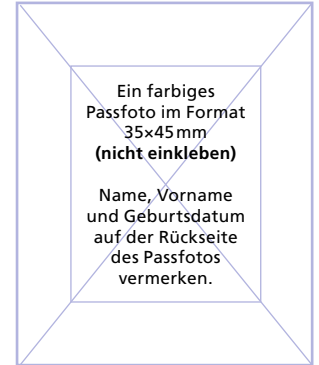 Ein farbiges
Passfoto im Format
35×45 mm
(nicht einkleben)
Name, Vorname
und Geburtsdatum
auf der Rückseite
des Passfotos
vermerken.